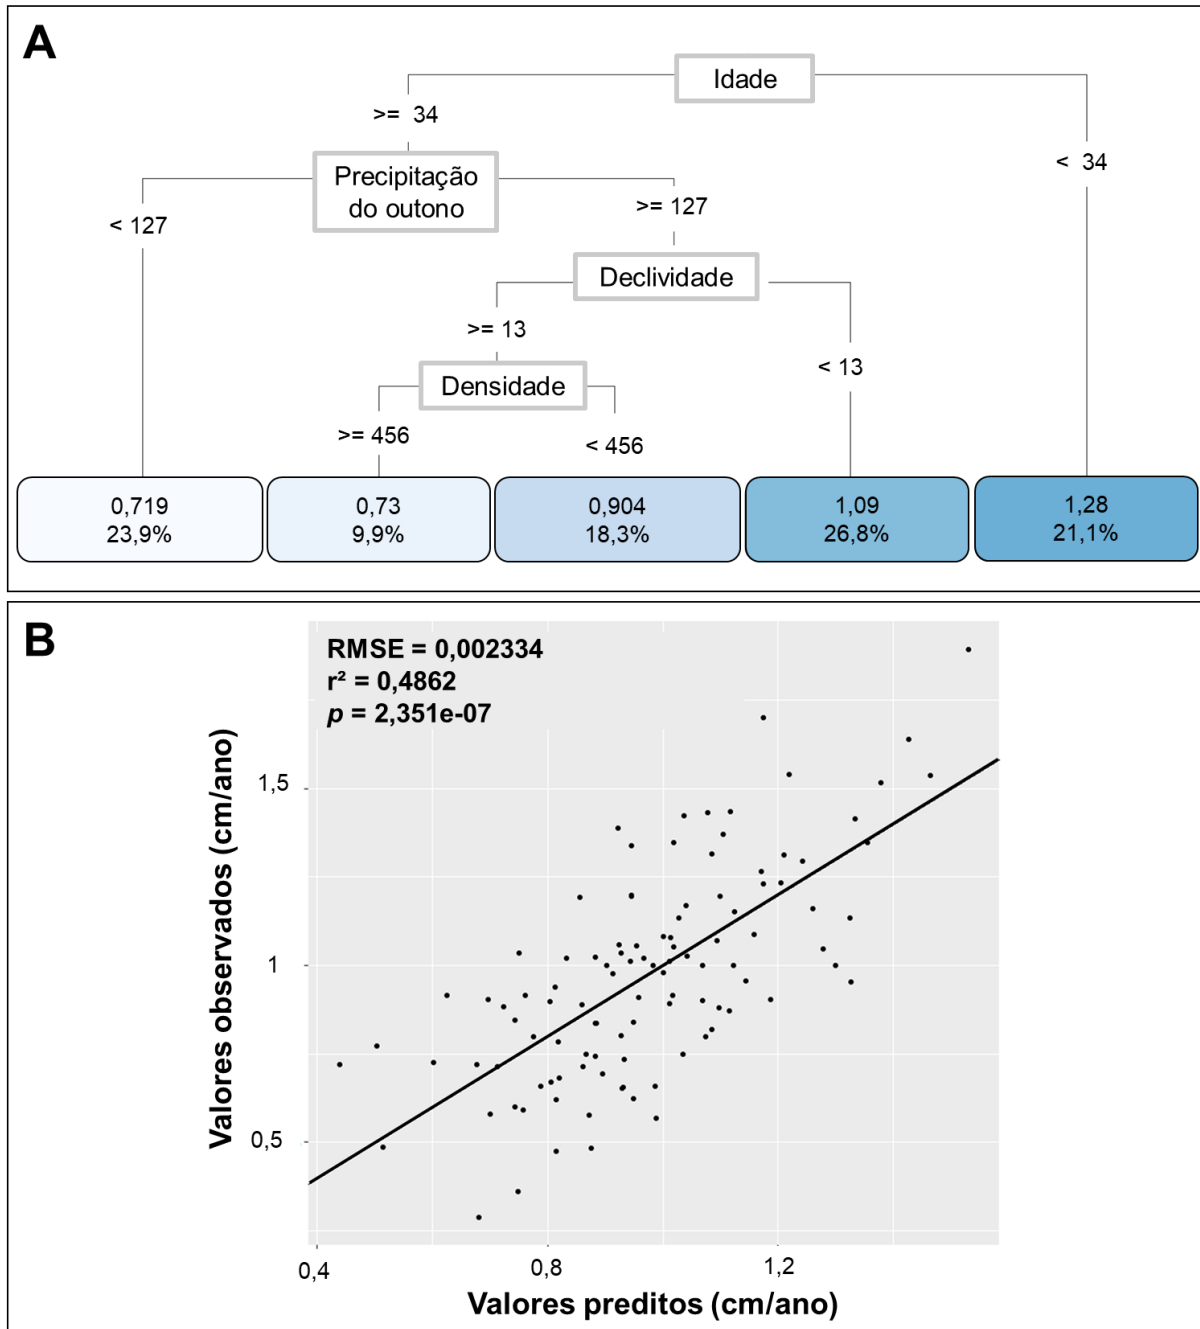 A
Idade
>= 34
< 34
Precipitação
do outono
< 127
>= 127
Declividade
>= 13
< 13
Densidade
>= 456
< 456
0,719
23,9%
0,73
9,9%
0,904
18,3%
1,09
26,8%
1,28
21,1%
B
RMSE = 0,002334
r² = 0,4862
p = 2,351e-07
Valores observados (cm/ano)
1,5
1
0,5
0,4
0,8
1,2
Valores preditos (cm/ano)